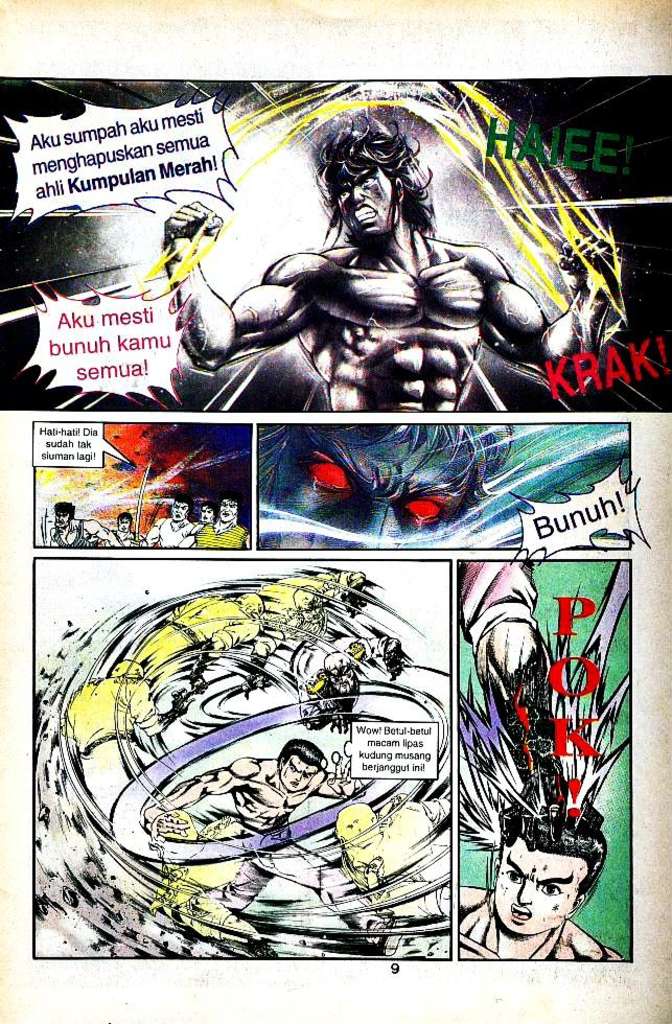 Aku sumpah aku mesti
menghapuskan semua
ahli Kumpulan Merah!
HAIEE!
Aku mesti
bunuh kamu
semua!
KRAK!
Hati-hati! Dia
sudah tak
siuman lagi!
Bunuh!
Wow! Betul-betul
macam lipas
kudung musang
berjanggut ini!
POK!
9